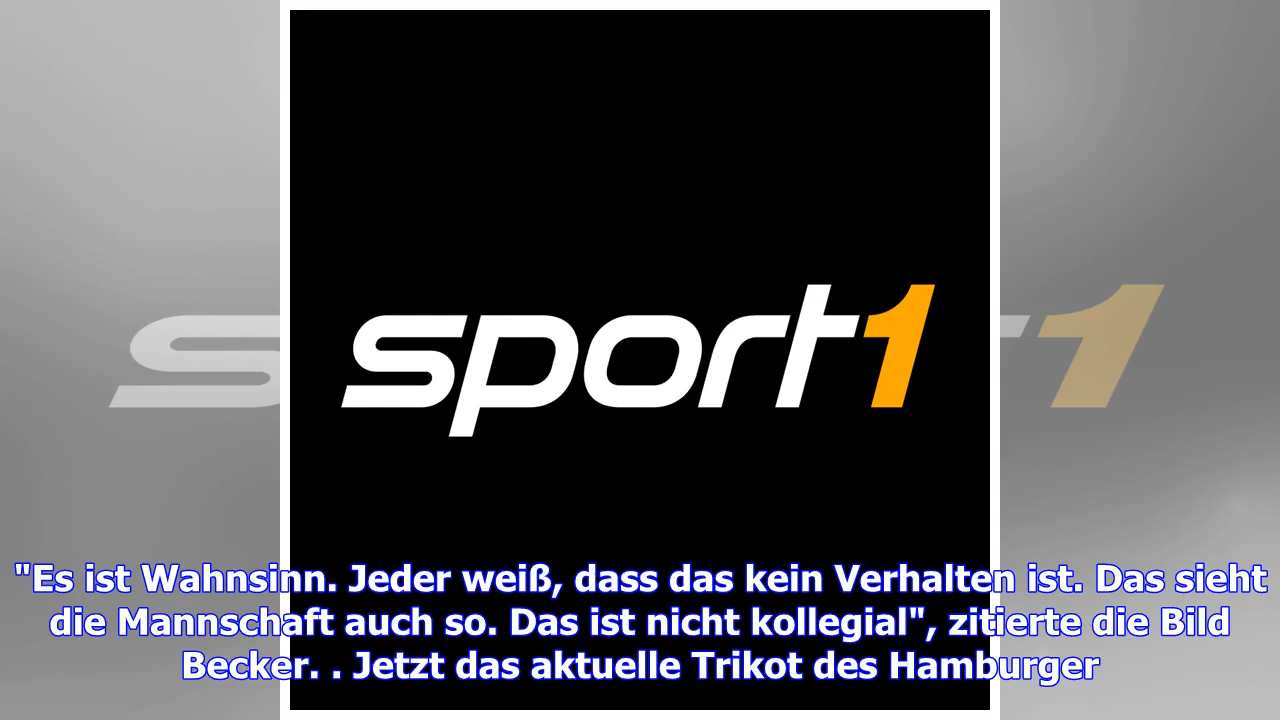 sport1
"Es ist Wahnsinn. Jeder weiß, dass das kein Verhalten ist. Das sieht
die Mannschaft auch so. Das ist nicht kollegial", zitierte die Bild
Becker. . Jetzt das aktuelle Trikot des Hamburger